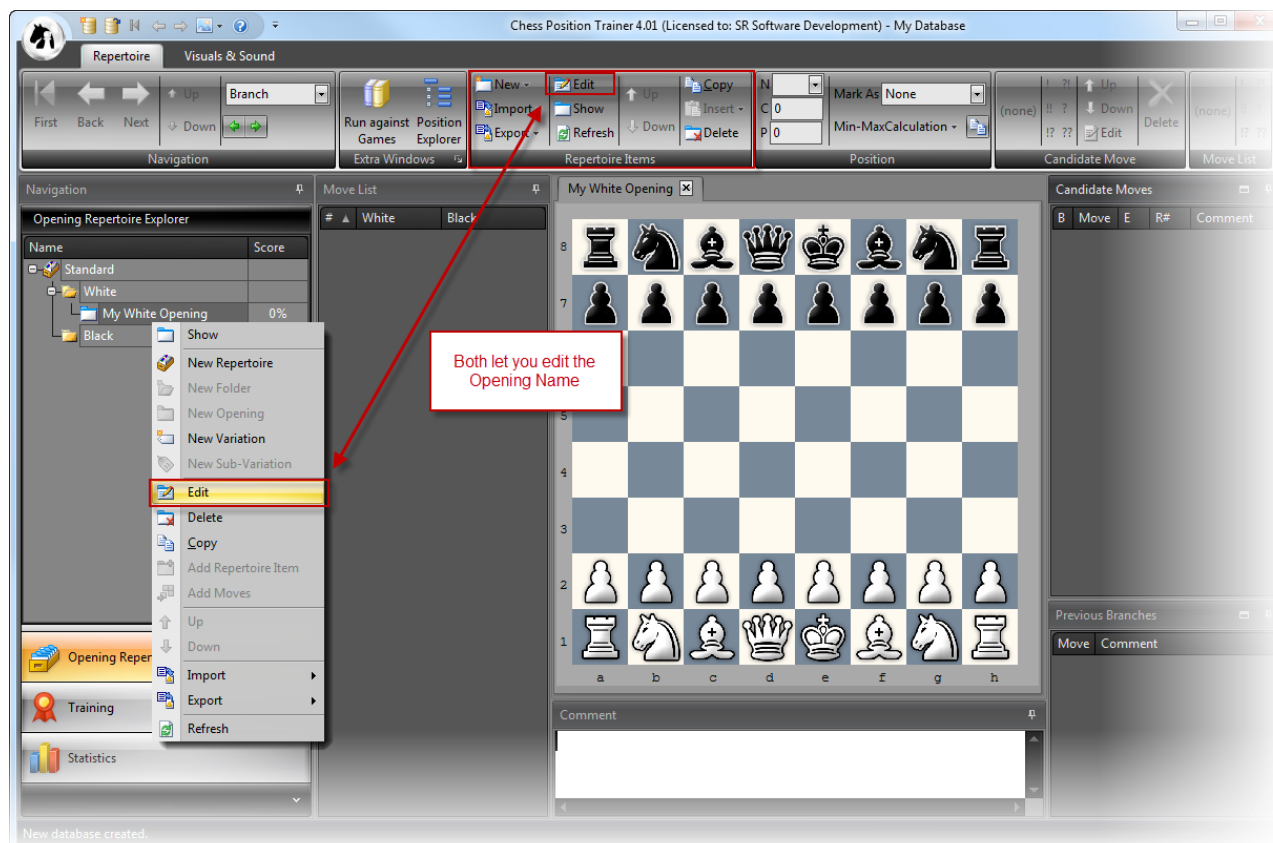 Chess Position Trainer 4.01 (Licensed to: SR Software Development) - My Database
Repertoire
Visuals & Sound
First
Back
Next
Up
Down
Branch
Navigation
Run against Games
Position Explorer
Extra Windows
New
Import
Export
Edit
Show
Refresh
Up
Down
Copy
Insert
Delete
Repertoire Items
N
C 0
P 0
Mark As None
Min-MaxCalculation
Position
(none)
! ?!
!! ?
!? ??
Up
Down
Edit
Delete
Candidate Move
(none)
!? ??
Move List
Navigation
Opening Repertoire Explorer
Name Score
Standard
White
My White Opening 0%
Black
Show
New Repertoire
New Folder
New Opening
New Variation
New Sub-Variation
Edit
Delete
Copy
Add Repertoire Item
Add Moves
Up
Down
Import
Export
Refresh
Opening Reper
Training
Statistics
New database created.
Move List
# White Black
Both let you edit the
Opening Name
My White Opening
8
7
5
4
3
2
1
a b c d e f g h
Comment
Candidate Moves
B Move E R# Comment
Previous Branches
Move Comment